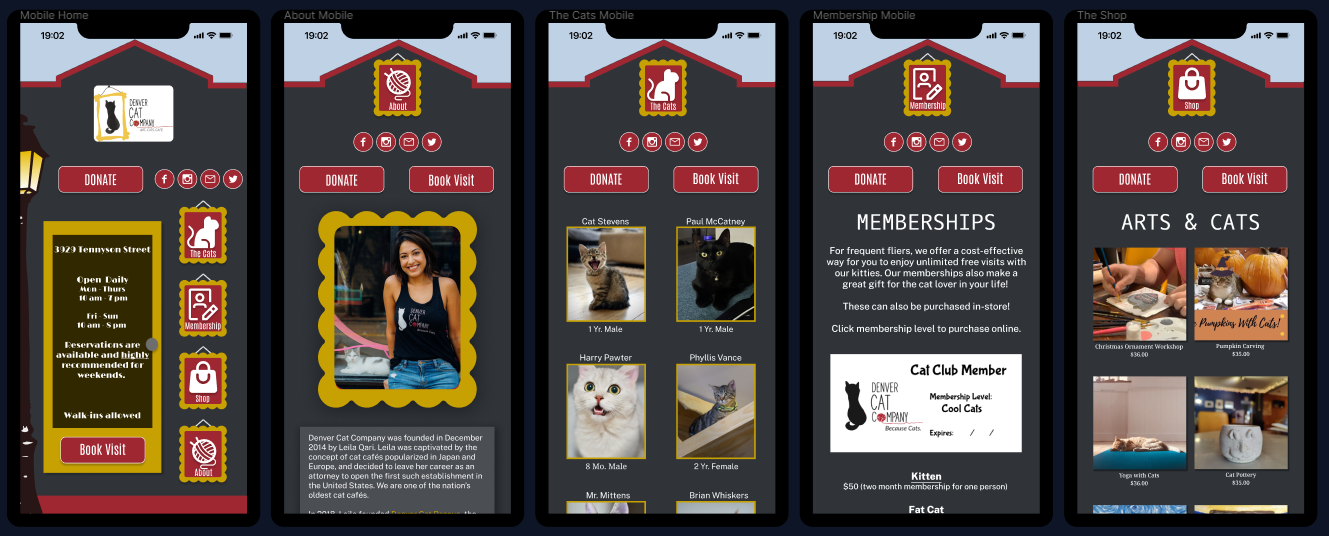 Mobile Home
19:02
DENVER
CAT
COMPANY
DONATE
3929 Tennyson Street
Open Daily
Mon - Thurs
10 am - 7 pm
Fri - Sun
10 am - 8 pm
Reservations are
available and highly
recommended for
weekends.
Walk-ins allowed
Book Visit
The Cats
Membership
Shop
About
About Mobile
19:02
About
DONATE
Book Visit
DENVER
CAT
COMPANY
Denver Cat Company was founded in December
2014 by Leila Qari. Leila was captivated by the
concept of cat cafés popularized in Japan and
Europe, and decided to leave her career as an
attorney to open the first such establishment in
the United States. We are one of the nation's
oldest cat cafes.
The Cats Mobile
19:02
The Cats
DONATE
Book Visit
Cat Stevens
Paul McCatney
1 Yr. Male
1 Yr. Male
Harry Pawter
Phyllis Vance
8 Mo. Male
2 Yr. Female
Mr. Mittens
Brian Whiskers
Membership Mobile
19:02
Membership
DONATE
Book Visit
MEMBERSHIPS
For frequent fliers, we offer a cost-effective
way for you to enjoy unlimited free visits with
our kitties. Our memberships also make a
great gift for the cat lover in your life!
These can also be purchased in-store!
Click membership level to purchase online.
DENVER
CAT
COMPANY
Because Cats.
Cat Club Member
Membership Level:
Cool Cats
Expires: / /
Kitten
$50 (two month membership for one person)
Fat Cat
The Shop
19:02
Shop
DONATE
Book Visit
ARTS & CATS
Pumpkins With Cats!
Christmas Ornament Workshop
$36.00
Pumpkin Carving
$35.00
Yoga with Cats
$36.00
Cat Pottery
$35.00